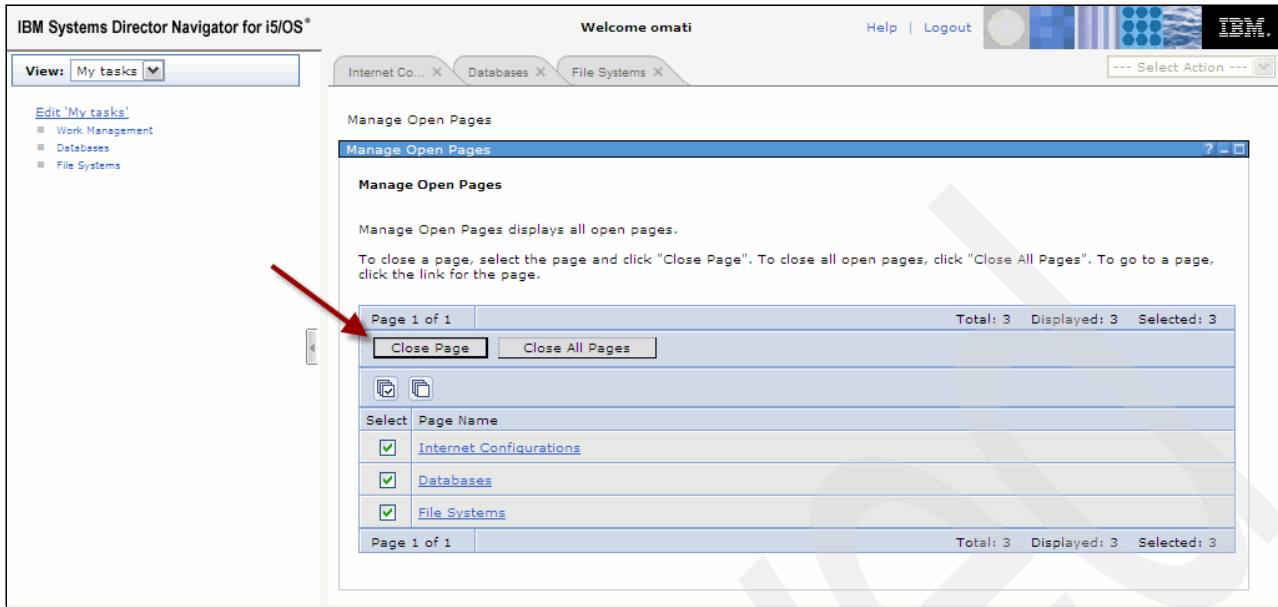 IBM Systems Director Navigator for i5/OS®
Welcome omati
Help | Logout
IBM.
View: My tasks
Internet Co... X Databases X File Systems X
--- Select Action ---
Edit 'My tasks'
Work Management
Databases
File Systems
Manage Open Pages
Manage Open Pages
Manage Open Pages
Manage Open Pages displays all open pages.
To close a page, select the page and click "Close Page". To close all open pages, click "Close All Pages". To go to a page,
click the link for the page.
Page 1 of 1 Total: 3 Displayed: 3 Selected: 3
Close Page Close All Pages
Select Page Name
Internet Configurations
Databases
File Systems
Page 1 of 1 Total: 3 Displayed: 3 Selected: 3